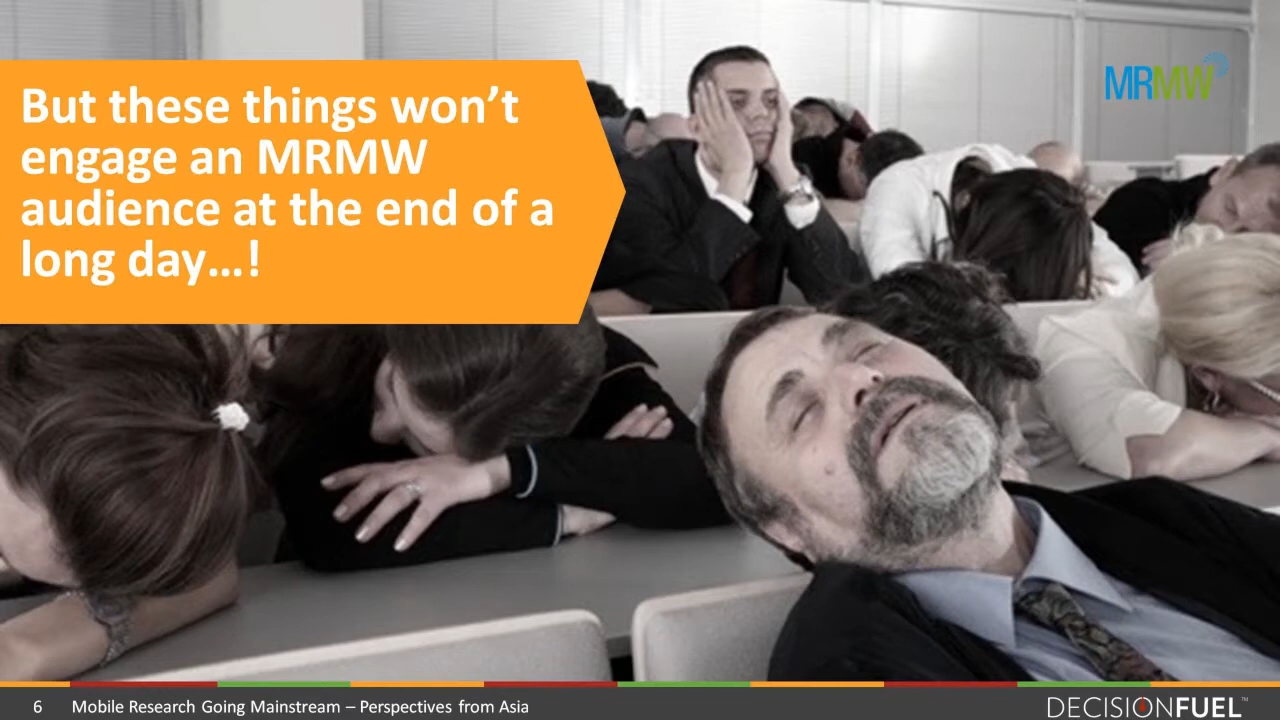 But these things won’t
engage an MRMW
audience at the end of a
long day…!
MRMW
6 Mobile Research Going Mainstream – Perspectives from Asia
DECISIONFUEL™